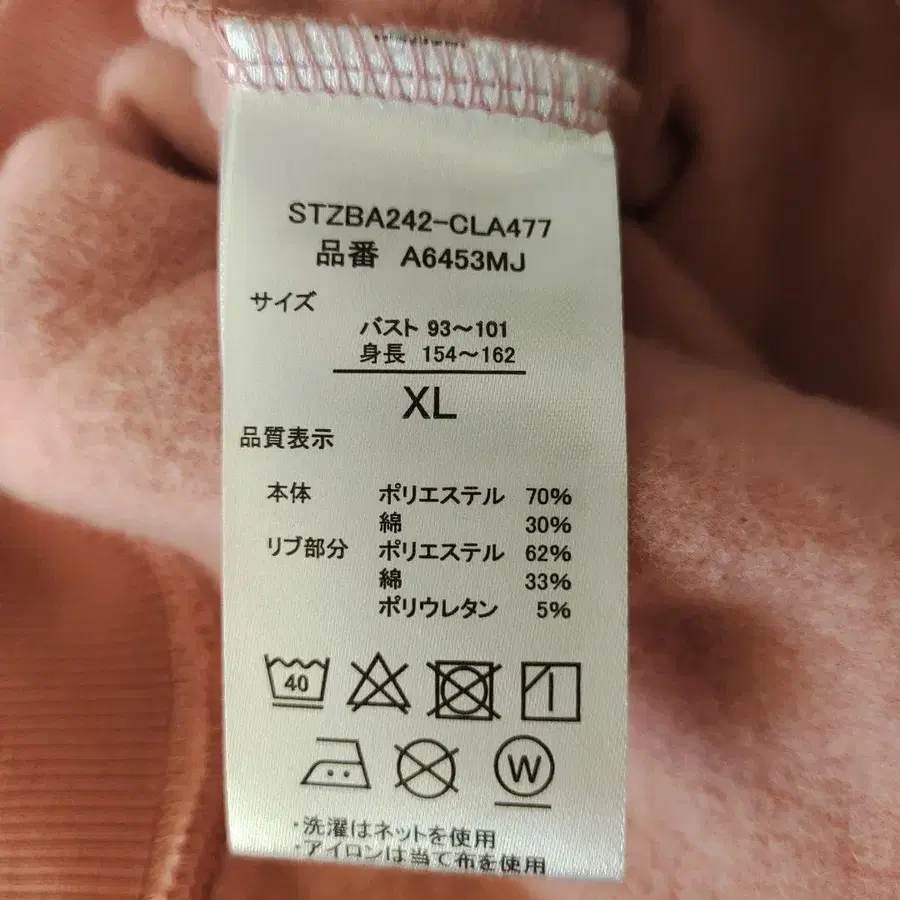 STZBA242-CLA477
品番 A6453MJ
サイズ
バスト 93～101
身長 154～162
XL
品質表示
本体 ポリエステル 70%
綿 30%
リブ部分 ポリエステル 62%
綿 33%
ポリウレタン 5%
40
W
・洗濯はネットを使用
・アイロンは当て布を使用